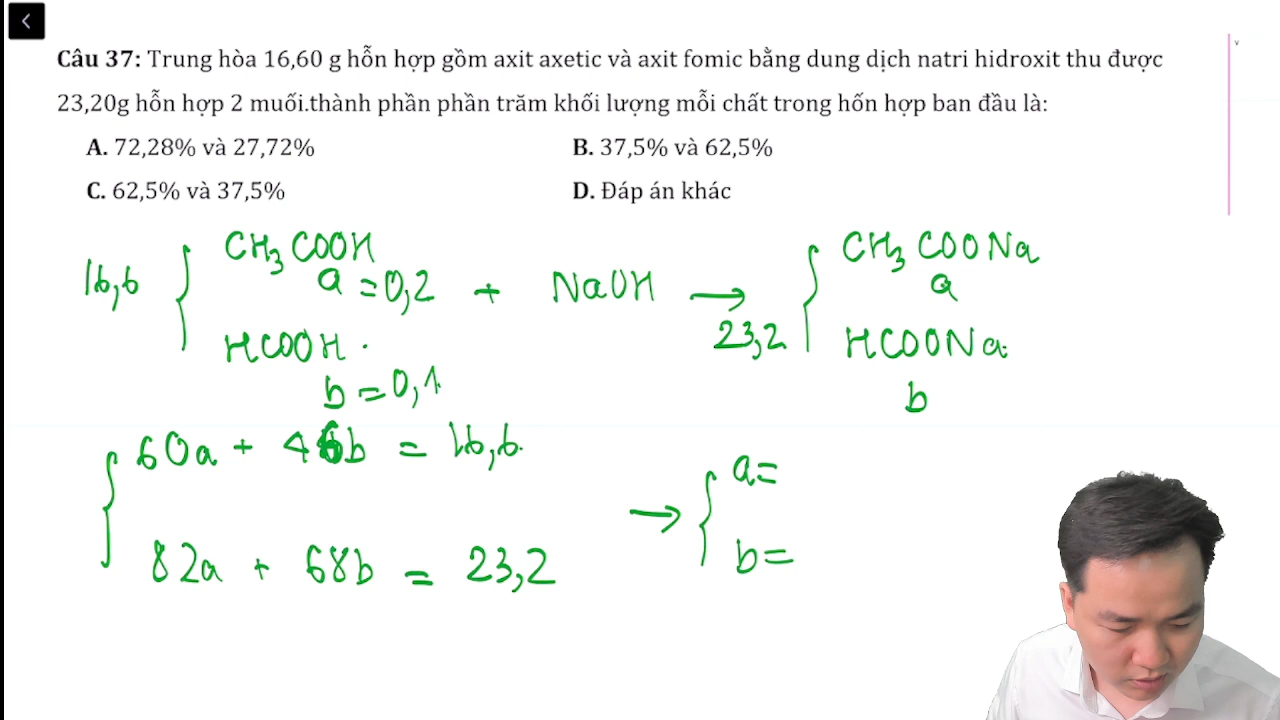 Câu 37: Trung hòa 16,60 g hỗn hợp gồm axit axetic và axit fomic bằng dung dịch natri hidroxit thu được
23,20g hỗn hợp 2 muối.thành phần phần trăm khối lượng mỗi chất trong hốn hợp ban đầu là:
A. 72,28% và 27,72%
B. 37,5% và 62,5%
C. 62,5% và 37,5%
D. Đáp án khác
CH3COOH
CH3COONa
16,6
a = 0,2 + NaOH →
a
HCOOH
23,2
HCOONa
b = 0,1
b
60a + 46b = 16,6
a=
→
82a + 68b = 23,2
b=